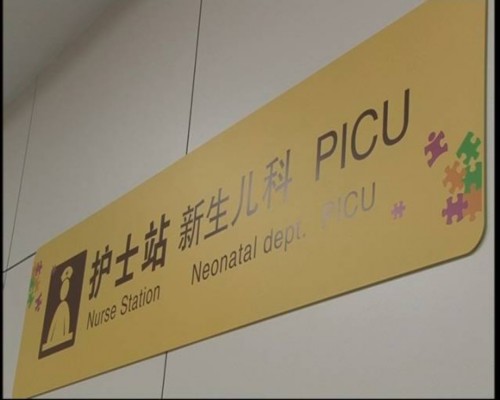 护士站 新生儿科 PICU
Nurse Station Neonatal dept. PICU